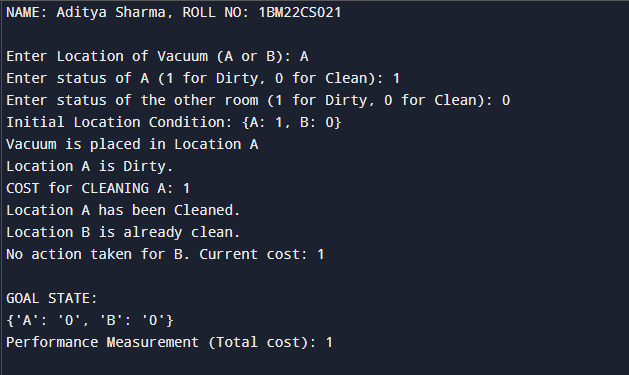 NAME: Aditya Sharma, ROLL NO: 1BM22CS021
Enter Location of Vacuum (A or B): A
Enter status of A (1 for Dirty, 0 for Clean): 1
Enter status of the other room (1 for Dirty, 0 for Clean): 0
Initial Location Condition: {A: 1, B: 0}
Vacuum is placed in Location A
Location A is Dirty.
COST for CLEANING A: 1
Location A has been Cleaned.
Location B is already clean.
No action taken for B. Current cost: 1
GOAL STATE:
{'A': '0', 'B': '0'}
Performance Measurement (Total cost): 1